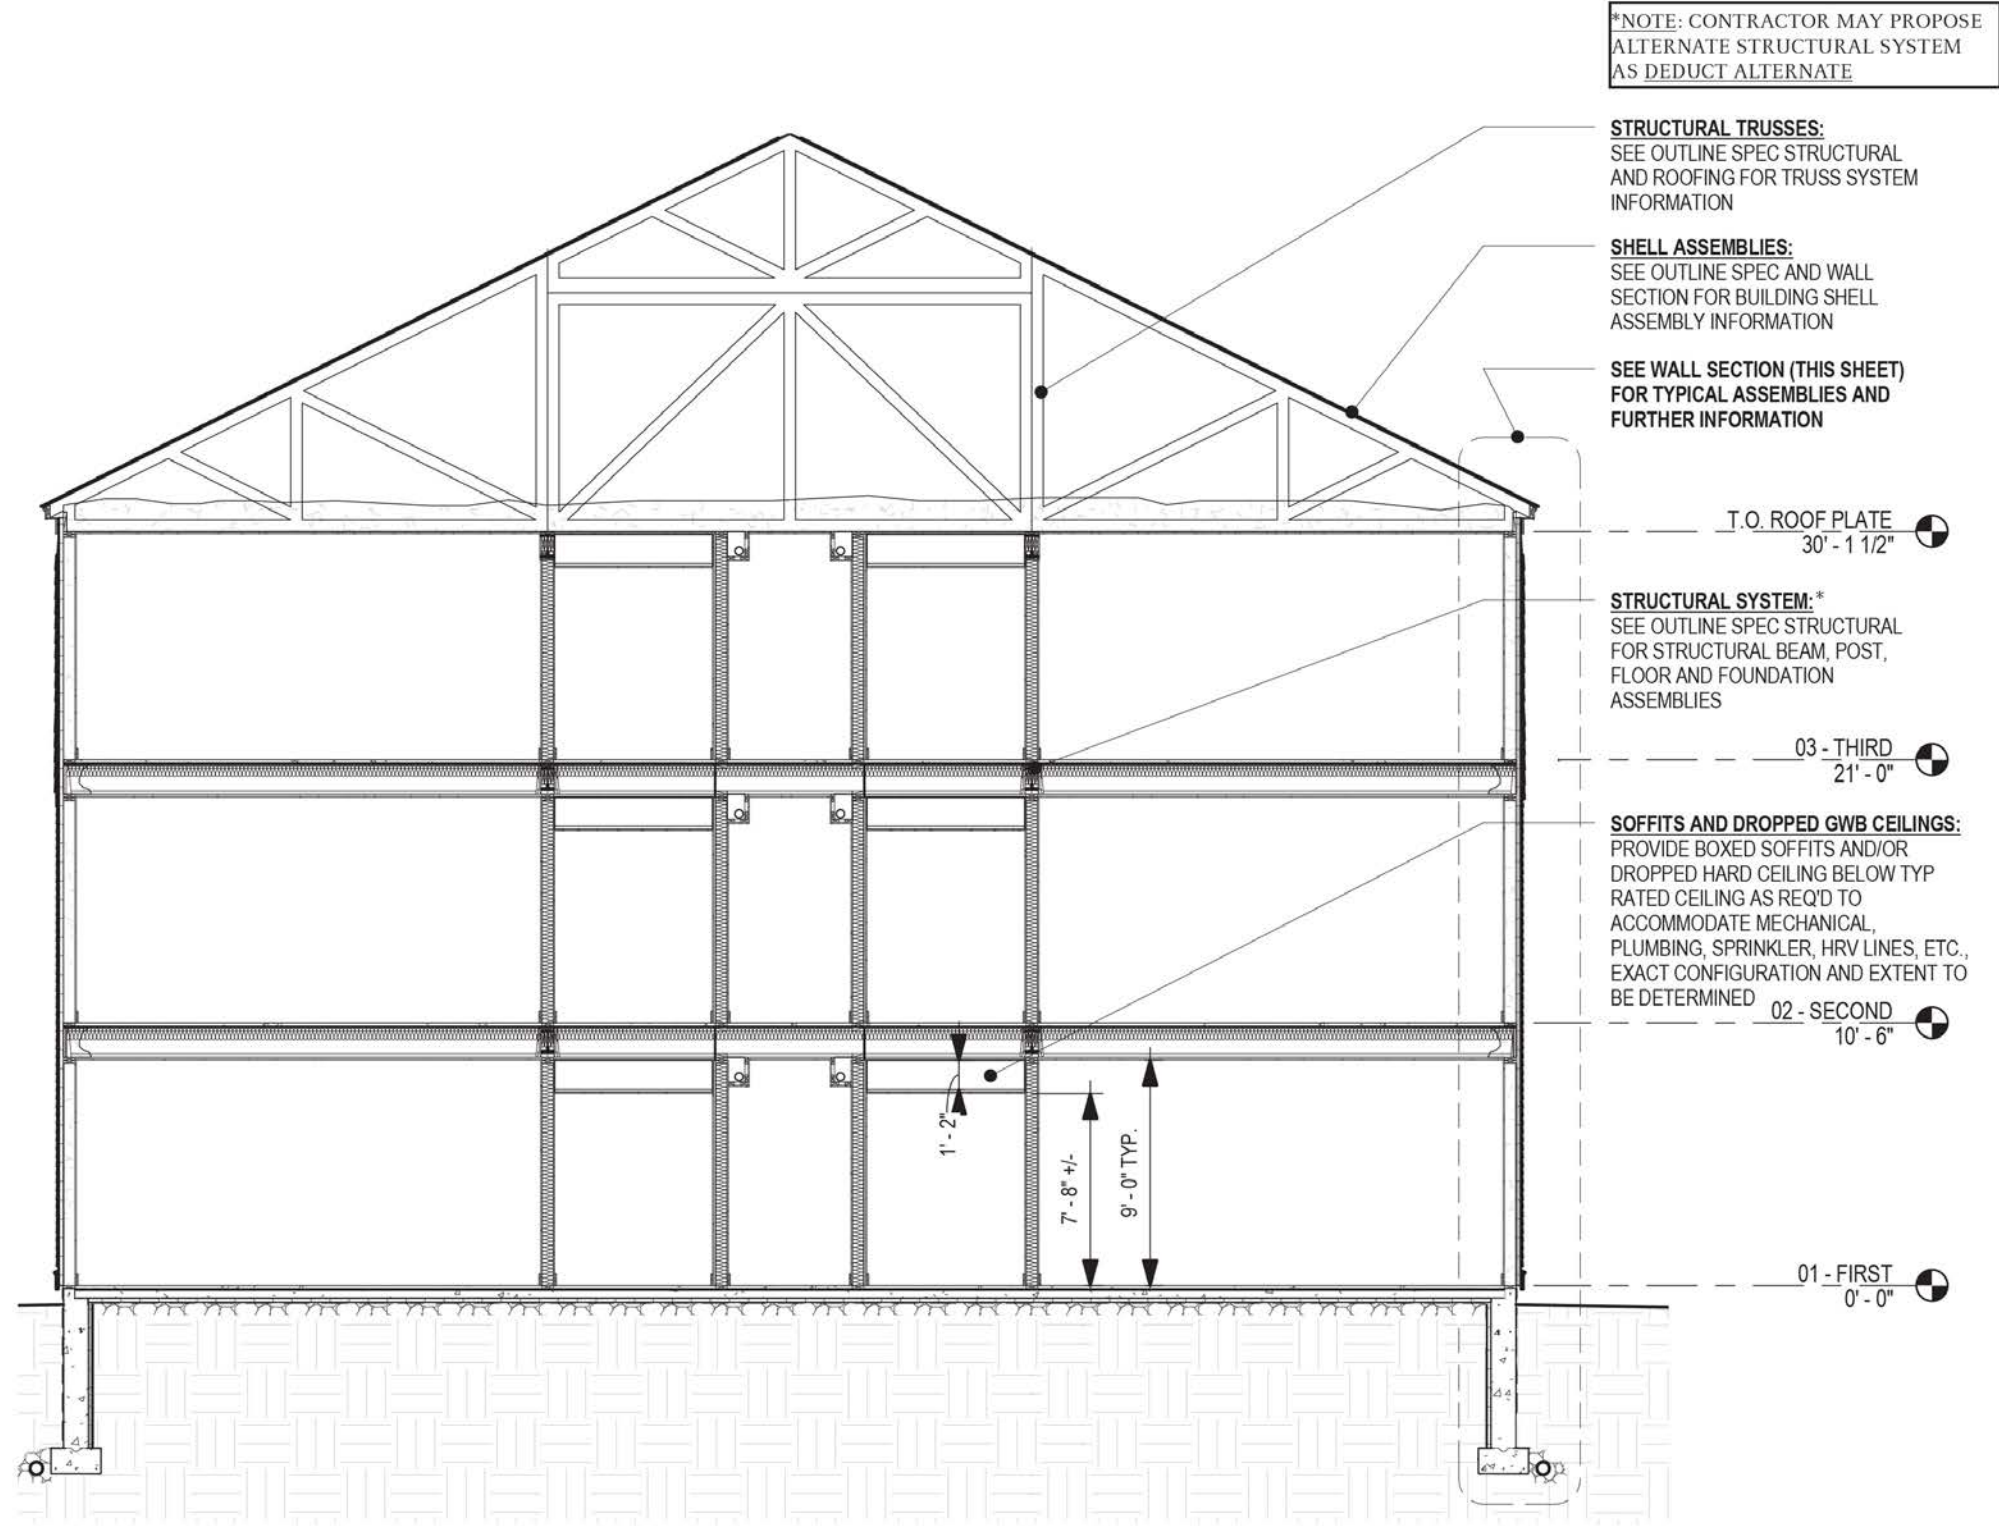 *NOTE: CONTRACTOR MAY PROPOSE
ALTERNATE STRUCTURAL SYSTEM
AS DEDUCT ALTERNATE
STRUCTURAL TRUSSES:
SEE OUTLINE SPEC STRUCTURAL
AND ROOFING FOR TRUSS SYSTEM
INFORMATION
SHELL ASSEMBLIES:
SEE OUTLINE SPEC AND WALL
SECTION FOR BUILDING SHELL
ASSEMBLY INFORMATION
SEE WALL SECTION (THIS SHEET)
FOR TYPICAL ASSEMBLIES AND
FURTHER INFORMATION
T.O. ROOF PLATE
30' - 1 1/2"
STRUCTURAL SYSTEM:*
SEE OUTLINE SPEC STRUCTURAL
FOR STRUCTURAL BEAM, POST,
FLOOR AND FOUNDATION
ASSEMBLIES
03 - THIRD
21' - 0"
SOFFITS AND DROPPED GWB CEILINGS:
PROVIDE BOXED SOFFITS AND/OR
DROPPED HARD CEILING BELOW TYP
RATED CEILING AS REQ'D TO
ACCOMMODATE MECHANICAL,
PLUMBING, SPRINKLER, HRV LINES, ETC.,
EXACT CONFIGURATION AND EXTENT TO
BE DETERMINED
02 - SECOND
10' - 6"
1' - 2"
7' - 8" +/-
9' - 0" TYP.
01 - FIRST
0' - 0"